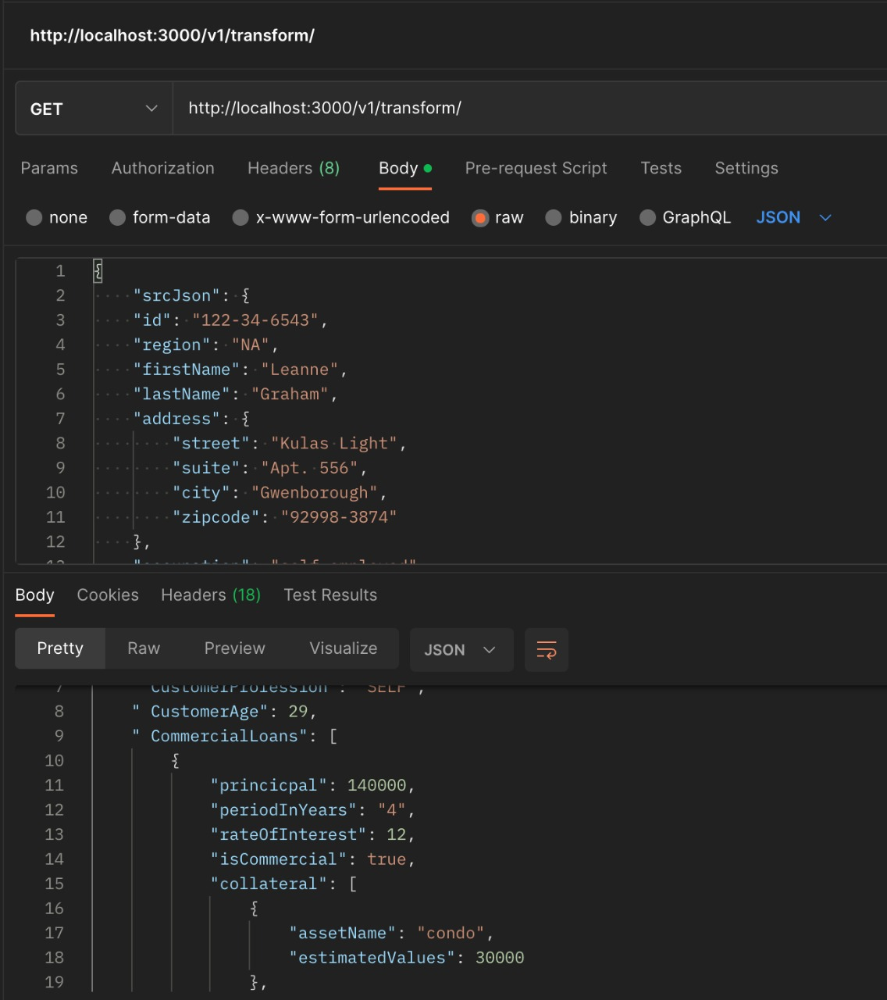 http://localhost:3000/v1/transform/
GET http://localhost:3000/v1/transform/
Params Authorization Headers (8) Body Pre-request Script Tests Settings
none form-data x-www-form-urlencoded raw binary GraphQL JSON
1 {
2 "srcJson": {
3 "id": "122-34-6543",
4 "region": "NA",
5 "firstName": "Leanne",
6 "lastName": "Graham",
7 "address": {
8 "street": "Kulas Light",
9 "suite": "Apt. 556",
10 "city": "Gwenborough",
11 "zipcode": "92998-3874"
12 },
Body Cookies Headers (18) Test Results
Pretty Raw Preview Visualize JSON
7 CustomerProfession : SELF ,
8 " CustomerAge": 29,
9 " CommercialLoans": [
10 {
11 "princicpal": 140000,
12 "periodInYears": "4",
13 "rateOfInterest": 12,
14 "isCommercial": true,
15 "collateral": [
16 {
17 "assetName": "condo",
18 "estimatedValues": 30000
19 },